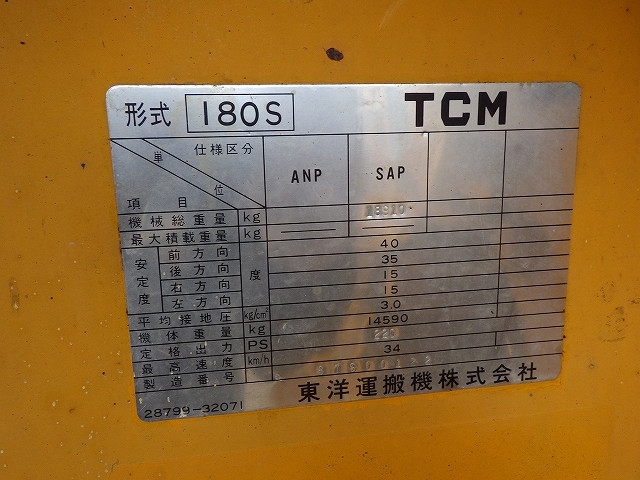 形式 180S TCM
仕様区分
単位
項目
ANP SAP
機械総重量 kg
最大積載重量 kg
安定度 前方向 度 40
後方向 35
右方向 15
左方向 15
平均接地圧 kg/cm² 3.0
機体重量 kg 14590
定格出力 PS 220
最高速度 km/h 34
製造番号
28799-32071 東洋運搬機株式会社